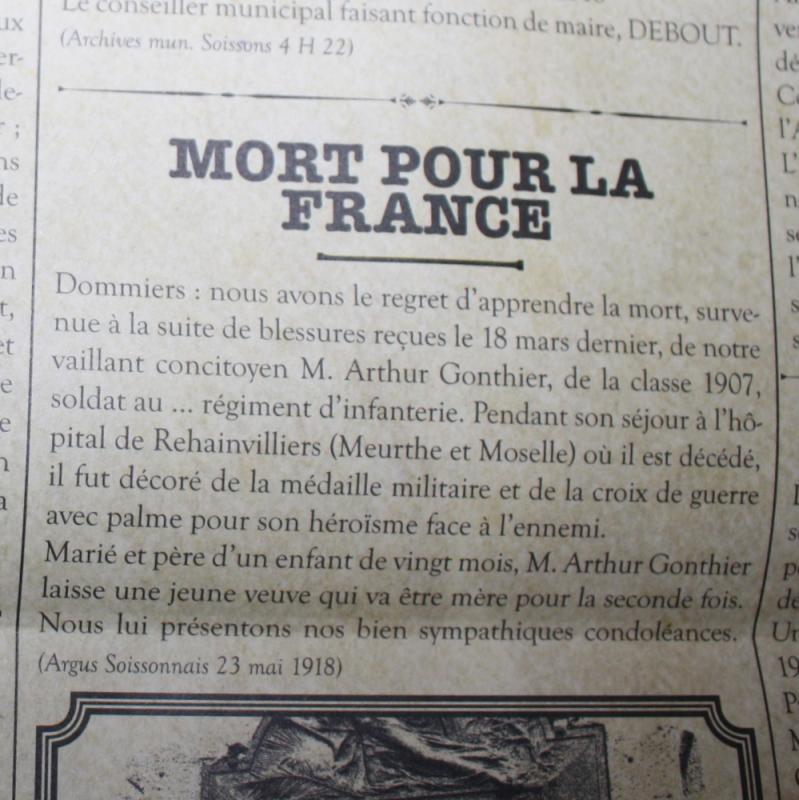 Le conseiller municipal faisant fonction de maire, DEBOUT.
(Archives mun. Soissons 4 H 22)
MORT POUR LA
FRANCE
Dommiers : nous avons le regret d'apprendre la mort, surve-
nue à la suite de blessures reçues le 18 mars dernier, de notre
vaillant concitoyen M. Arthur Gonthier, de la classe 1907,
soldat au ... régiment d'infanterie. Pendant son séjour à l'hô-
pital de Rehainvilliers (Meurthe et Moselle) où il est décédé,
il fut décoré de la médaille militaire et de la croix de guerre
avec palme pour son héroïsme face à l'ennemi.
Marié et père d'un enfant de vingt mois, M. Arthur Gonthier
laisse une jeune veuve qui va être mère pour la seconde fois.
Nous lui présentons nos bien sympathiques condoléances.
(Argus Soissonnais 23 mai 1918)